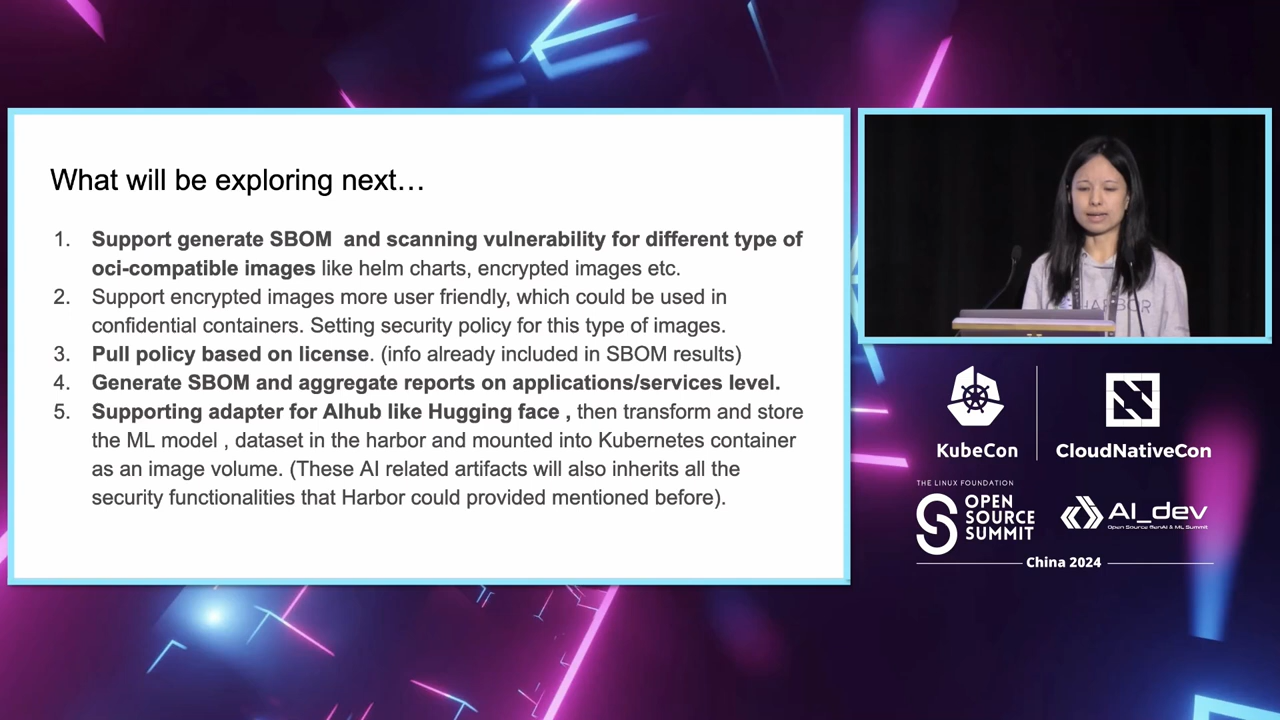 What will be exploring next…
1. Support generate SBOM  and scanning vulnerability for different type of
oci-compatible images like helm charts, encrypted images etc.
2. Support encrypted images more user friendly, which could be used in
confidential containers. Setting security policy for this type of images.
3. Pull policy based on license. (info already included in SBOM results)
4. Generate SBOM and aggregate reports on applications/services level.
5. Supporting adapter for AIhub like Hugging face , then transform and store
the ML model , dataset in the harbor and mounted into Kubernetes container
as an image volume. (These AI related artifacts will also inherits all the
security functionalities that Harbor could provided mentioned before).
HARBOR
KubeCon
CloudNativeCon
THE LINUX FOUNDATION
OPEN
SOURCE
SUMMIT
AI_dev
Open Source GenAI & ML Summit
China 2024